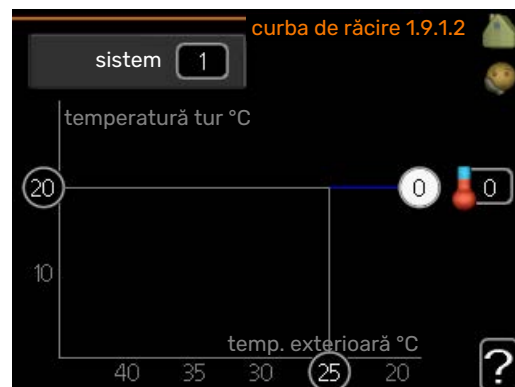 curba de răcire 1.9.1.2
sistem 1
temperatură tur °C
20 0 0
10
temp. exterioară °C
40 35 30 25 20
?